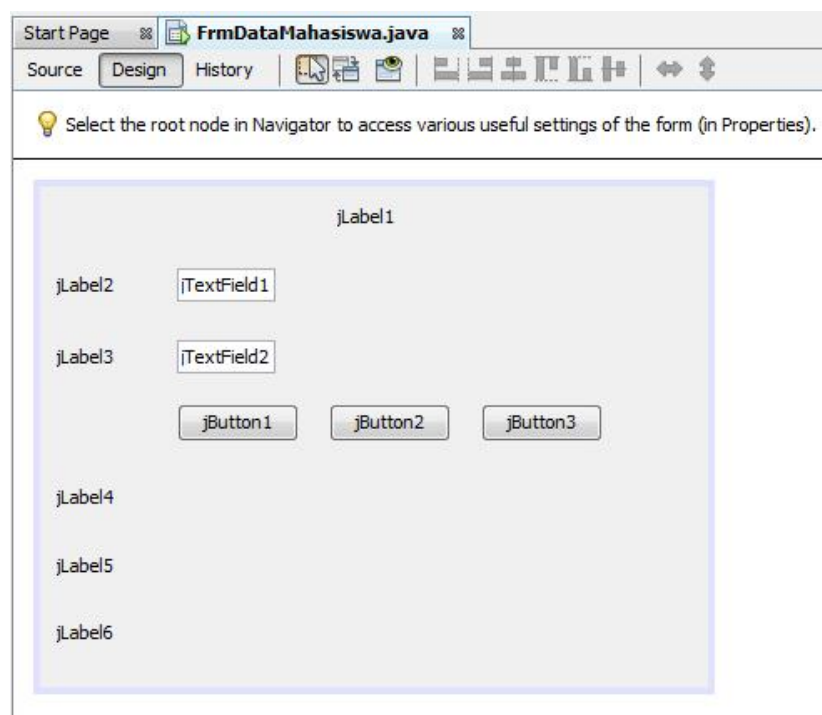 Start Page FrmDataMahasiswa.java
Source Design History
Select the root node in Navigator to access various useful settings of the form (in Properties).
jLabel1
jLabel2 jTextField1
jLabel3 jTextField2
jButton1 jButton2 jButton3
jLabel4
jLabel5
jLabel6